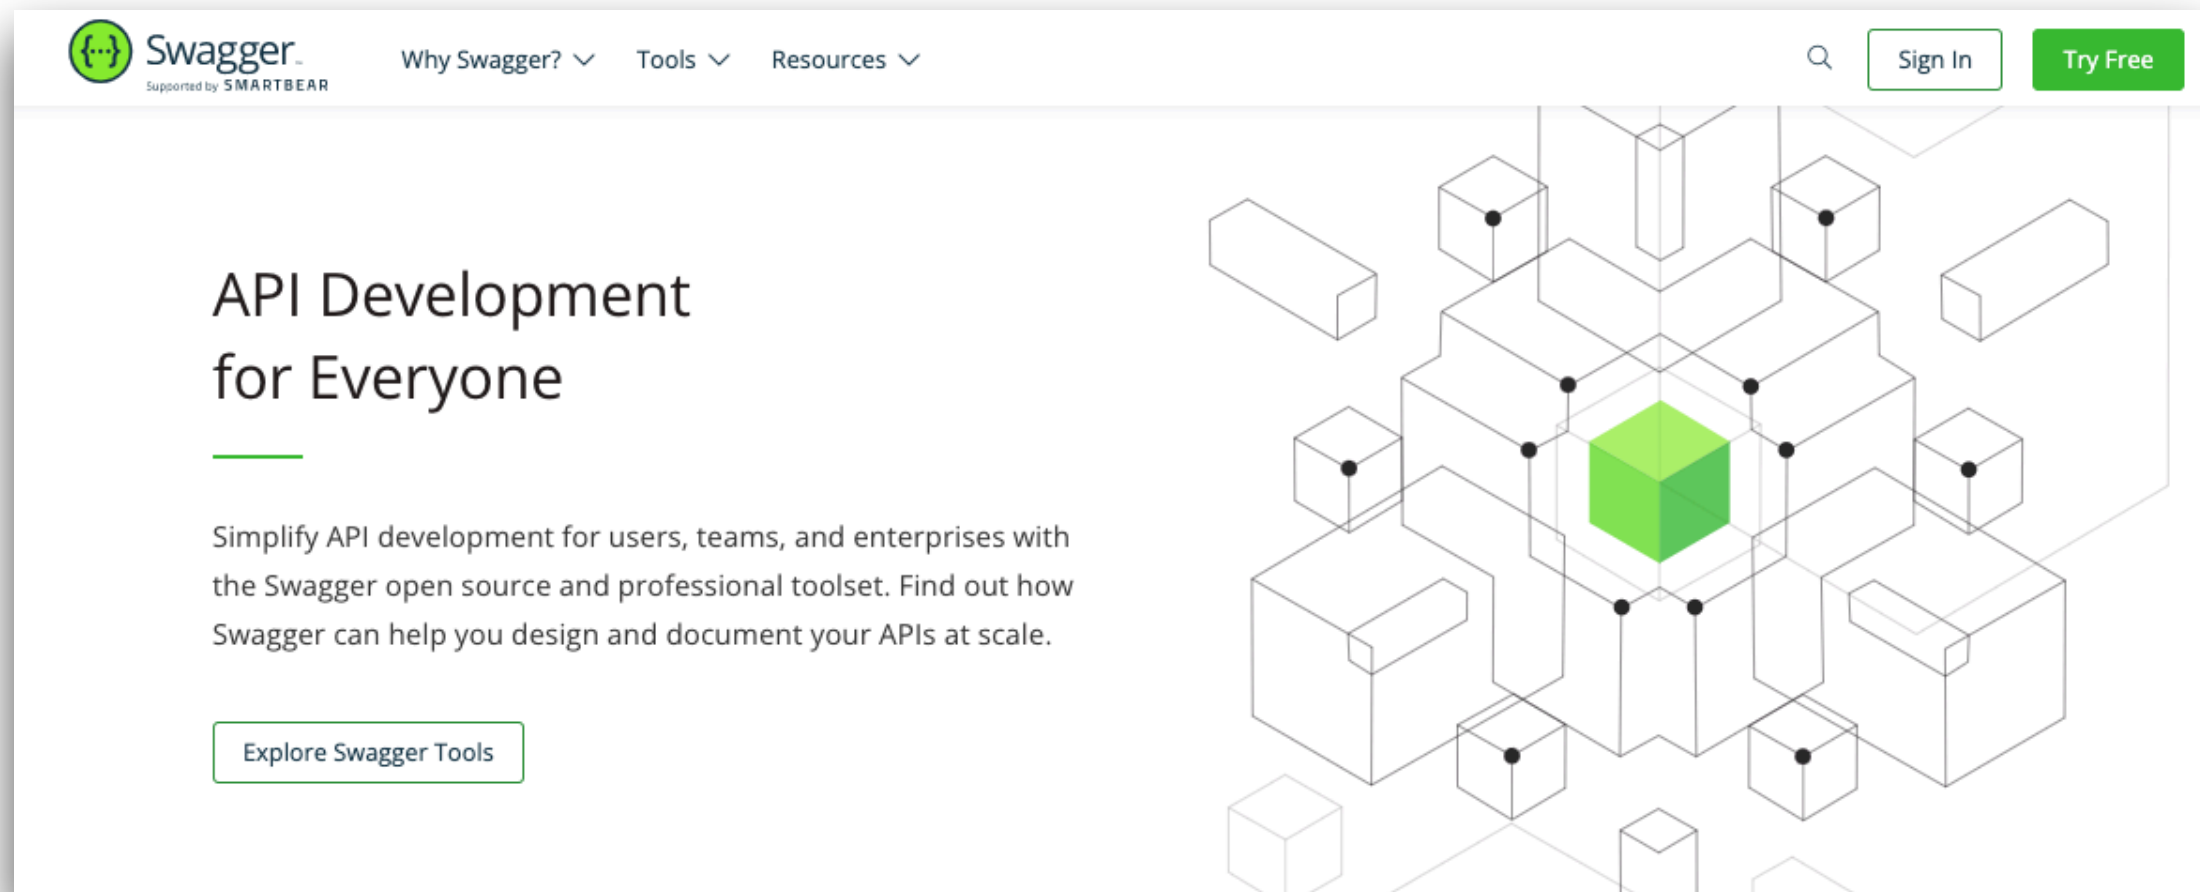 {...} Swagger™
Supported by SMARTBEAR
Why Swagger?
Tools
Resources
Sign In
Try Free
API Development
for Everyone
Simplify API development for users, teams, and enterprises with
the Swagger open source and professional toolset. Find out how
Swagger can help you design and document your APIs at scale.
Explore Swagger Tools